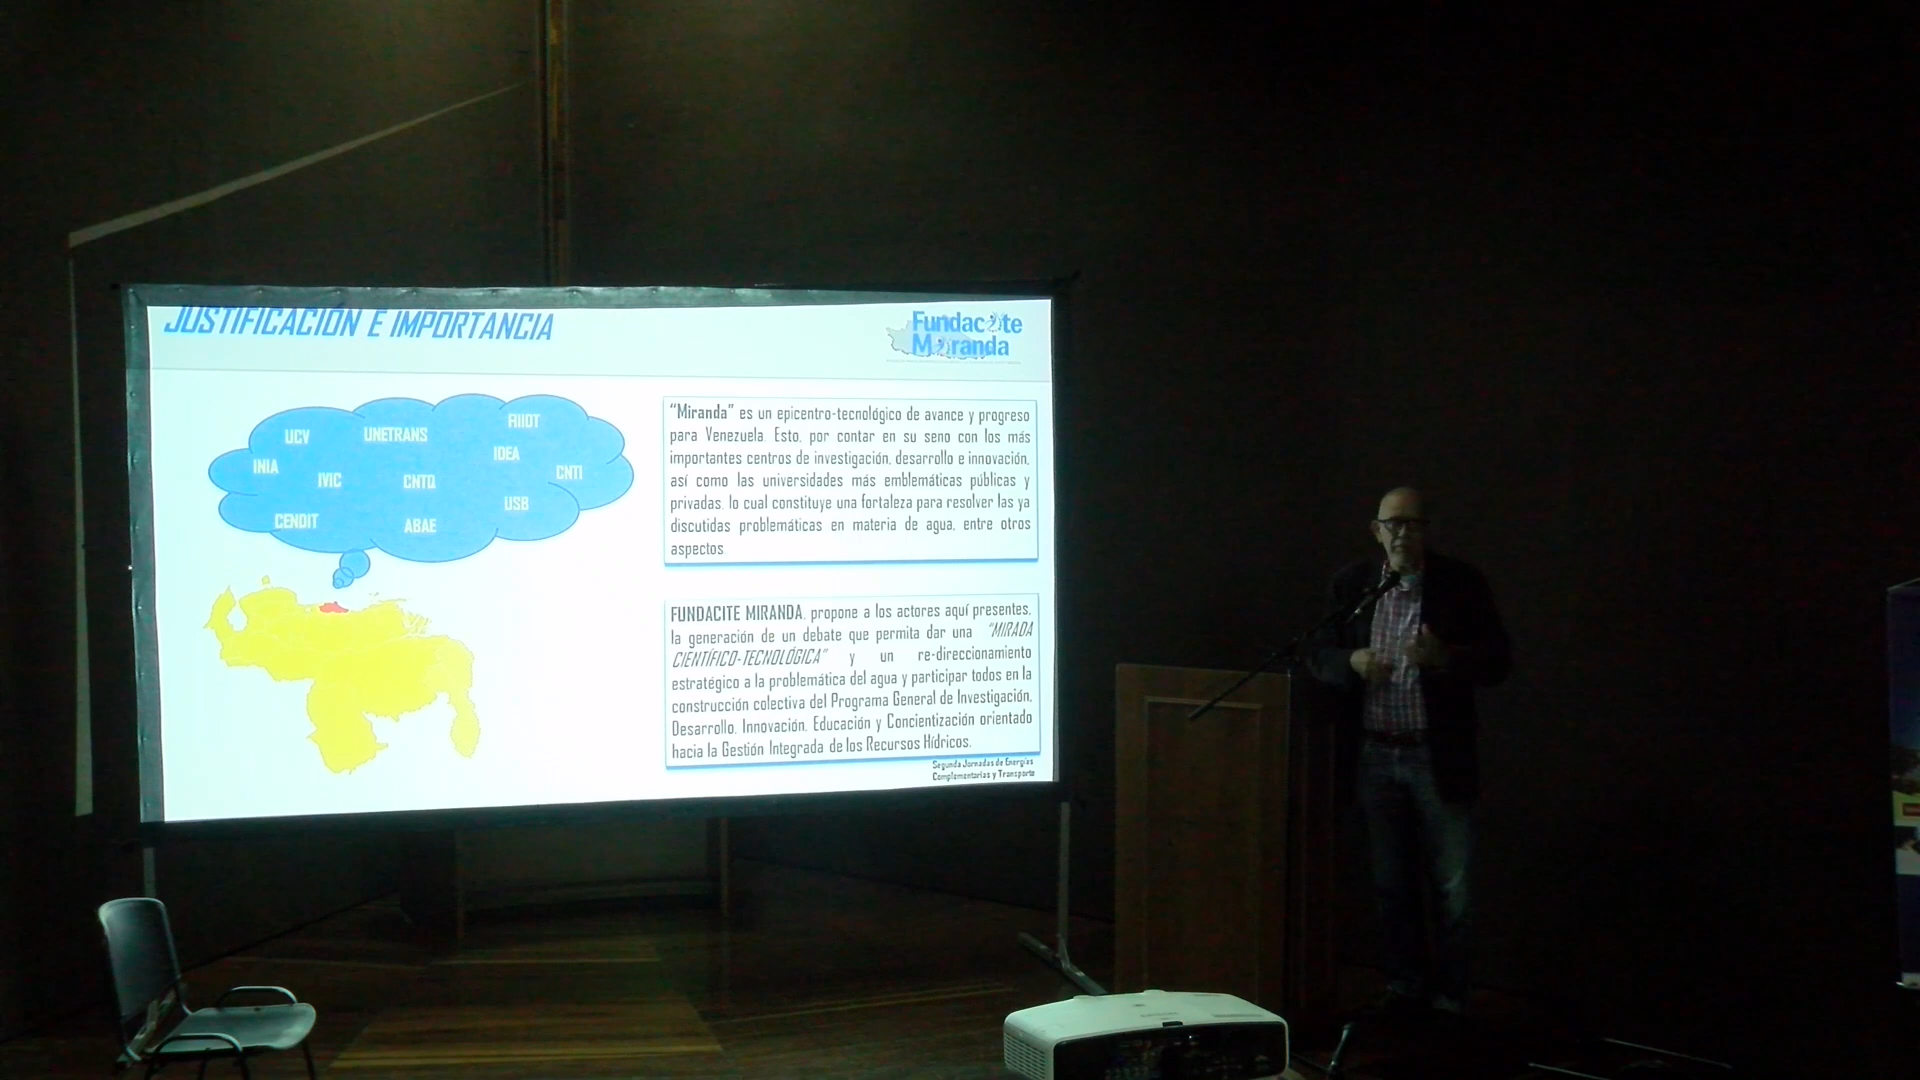 JUSTIFICACIÓN E IMPORTANCIA
Fundacite
Miranda
UCV
UNETRANS
RIIDT
INIA
IDEA
IVIC
CNTQ
CNTI
CENDIT
ABAE
USB
“Miranda” es un epicentro-tecnológico de avance y progreso
para Venezuela. Esto, por contar en su seno con los más
importantes centros de investigación, desarrollo e innovación,
así como las universidades más emblemáticas públicas y
privadas, lo cual constituye una fortaleza para resolver las ya
discutidas problemáticas en materia de agua, entre otros
aspectos
FUNDACITE MIRANDA, propone a los actores aquí presentes,
la generación de un debate que permita dar una “MIRADA
CIENTÍFICO-TECNOLÓGICA” y un re-direccionamiento
estratégico a la problemática del agua y participar todos en la
construcción colectiva del Programa General de Investigación,
Desarrollo, Innovación, Educación y Concientización orientado
hacia la Gestión Integrada de los Recursos Hídricos.
Segunda Jornadas de Energías
Complementarias y Transporte